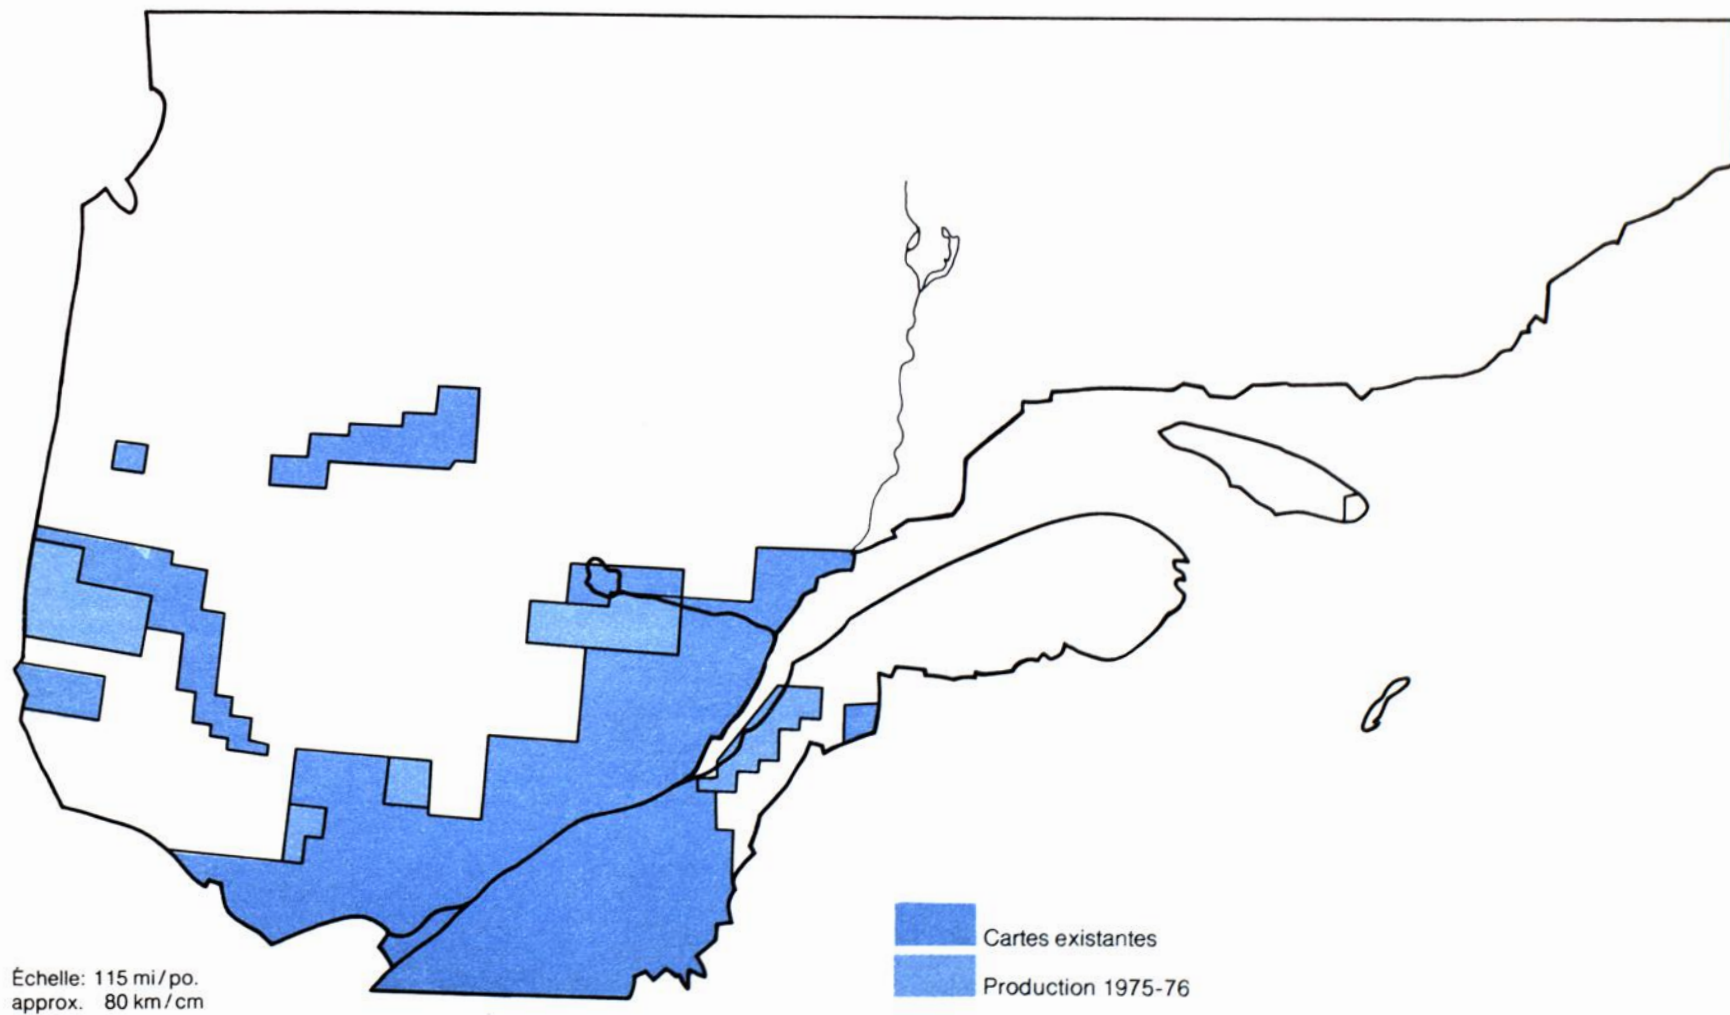 Échelle: 115 mi/po.
approx. 80 km/cm
Cartes existantes
Production 1975-76